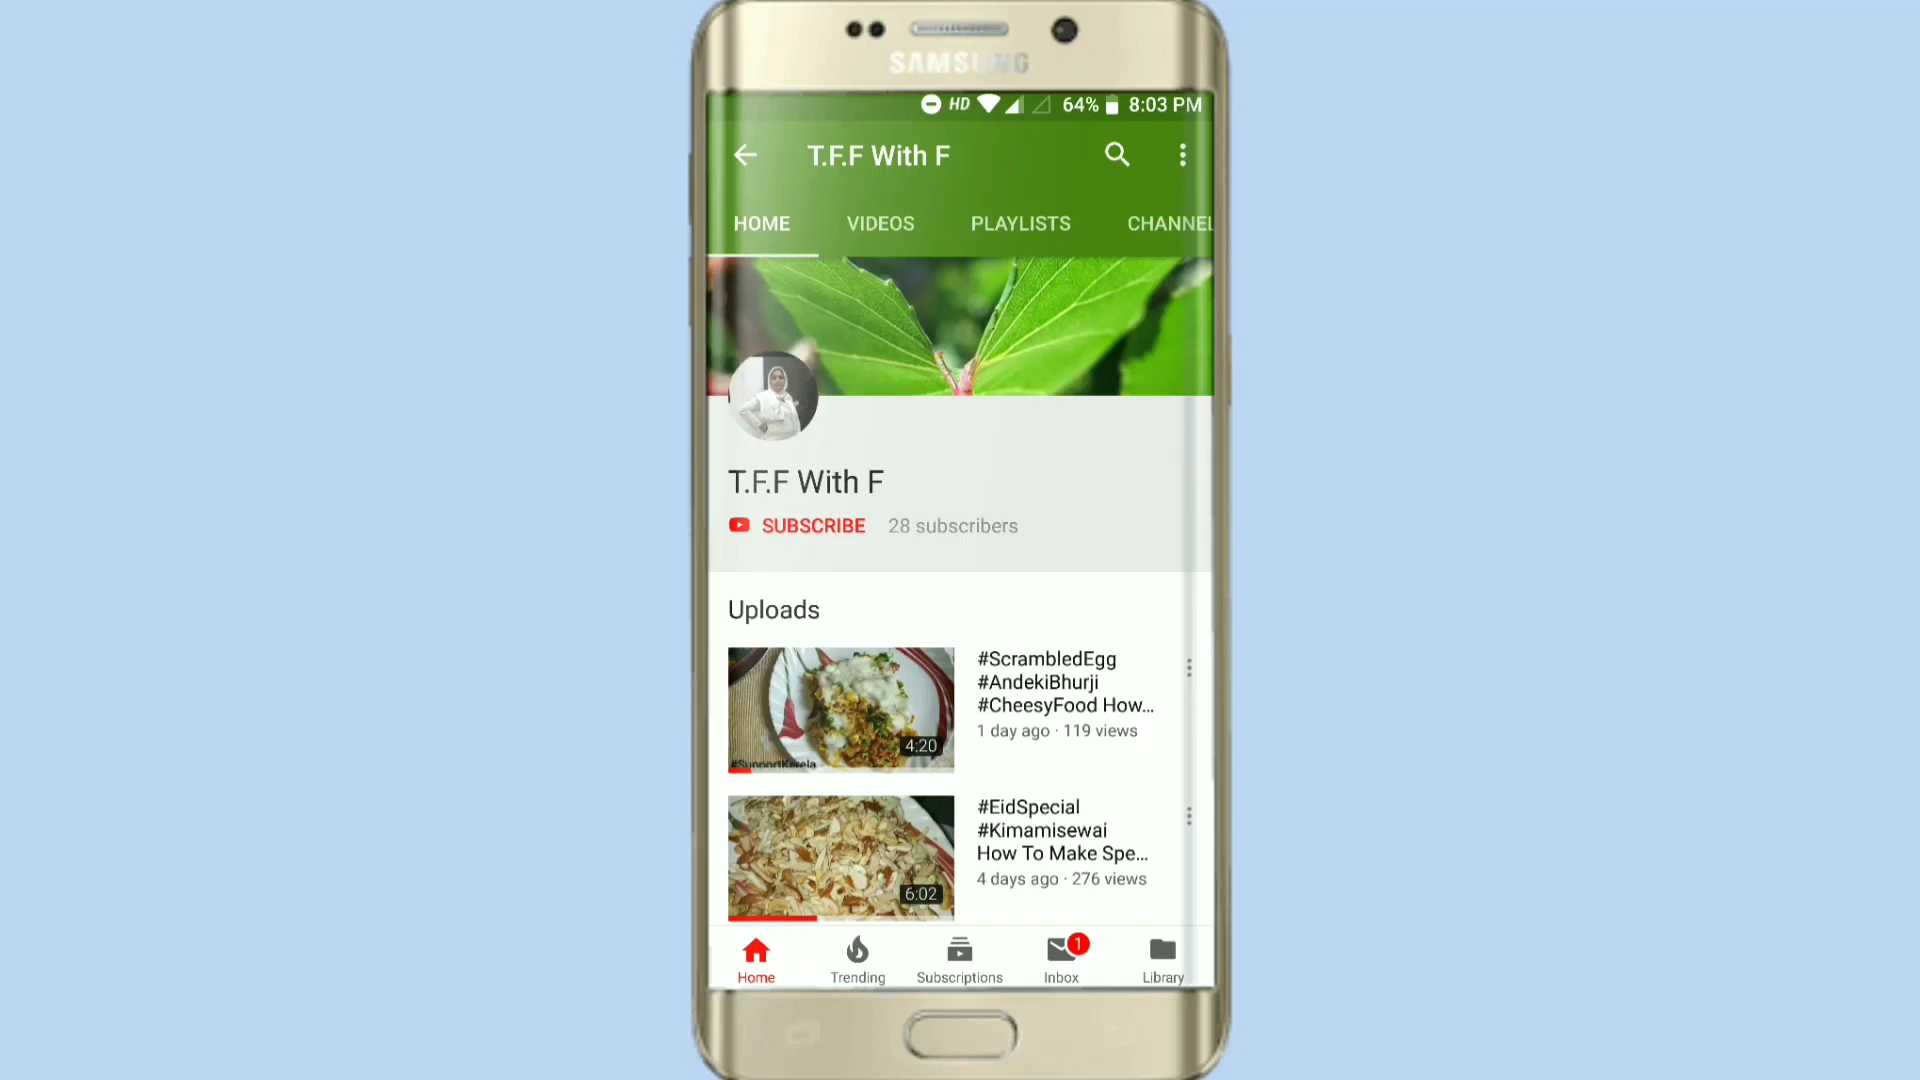 SAMSUNG
HD 64% 8:03 PM
T.F.F With F
HOME VIDEOS PLAYLISTS CHANNEL
T.F.F With F
SUBSCRIBE 28 subscribers
Uploads
#ScrambledEgg
#AndekiBhurji
#CheesyFood How...
1 day ago · 119 views
4:20
#SupportKerela
#EidSpecial
#Kimamisewai
How To Make Spe...
4 days ago · 276 views
6:02
1
Home Trending Subscriptions Inbox Library